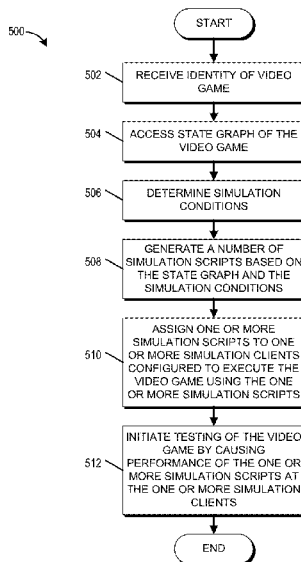 500
START
502
RECEIVE IDENTITY OF VIDEO
GAME
504
ACCESS STATE GRAPH OF THE
VIDEO GAME
506
DETERMINE SIMULATION
CONDITIONS
508
GENERATE A NUMBER OF
SIMULATION SCRIPTS BASED ON
THE STATE GRAPH AND THE
SIMULATION CONDITIONS
510
ASSIGN ONE OR MORE
SIMULATION SCRIPTS TO ONE
OR MORE SIMULATION CLIENTS
CONFIGURED TO EXECUTE THE
VIDEO GAME USING THE ONE
OR MORE SIMULATION SCRIPTS
512
INITIATE TESTING OF THE VIDEO
GAME BY CAUSING
PERFORMANCE OF THE ONE OR
MORE SIMULATION SCRIPTS AT
THE ONE OR MORE SIMULATION
CLIENTS
END